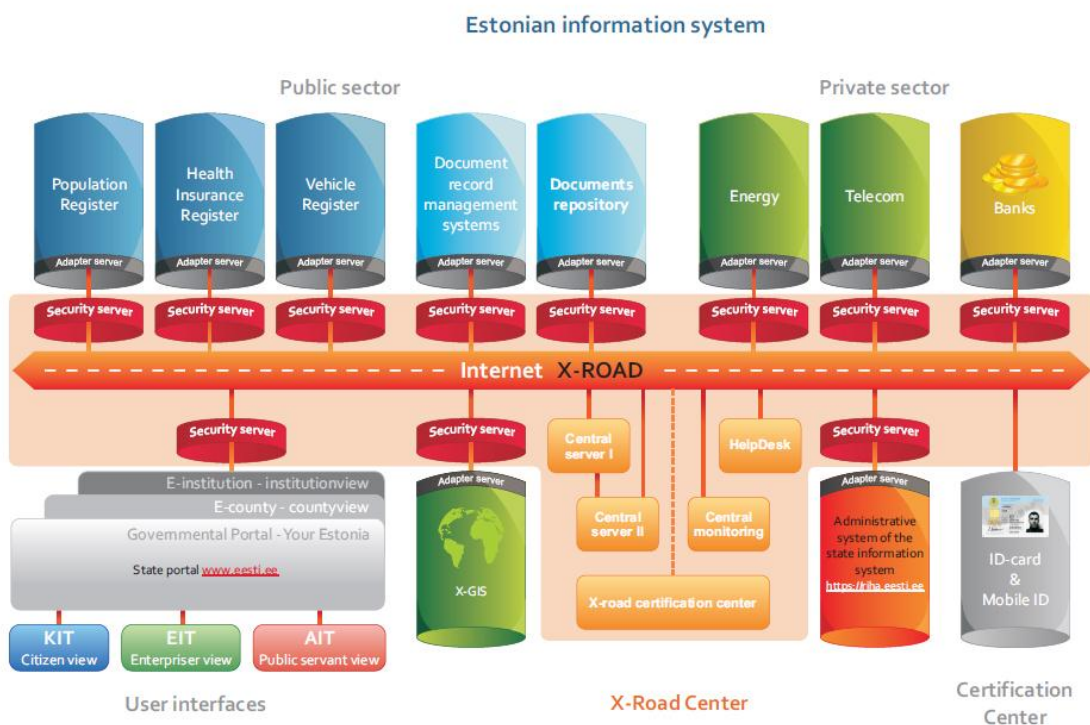 Estonian information system
Public sector
Private sector
Population
Register
Health
Insurance
Register
Vehicle
Register
Document
record
management
systems
Documents
repository
Energy
Telecom
Banks
Adapter server
Adapter server
Adapter server
Adapter server
Adapter server
Adapter server
Adapter server
Adapter server
Security server
Security server
Security server
Security server
Security server
Security server
Security server
Security server
Internet X-ROAD
Security server
Security server
Central
server I
HelpDesk
Security server
E-institution - institutionview
E-county - countyview
Governmental Portal - Your Estonia
State portal www.eesti.ee
Adapter server
X-GIS
Central
server II
Central
monitoring
X-road certification center
Adapter server
Administrative
system of the
state information
system
https://riha.eesti.ee
ID-card
&
Mobile ID
KIT
Citizen view
EIT
Enterpriser view
AIT
Public servant view
User interfaces
X-Road Center
Certification
Center